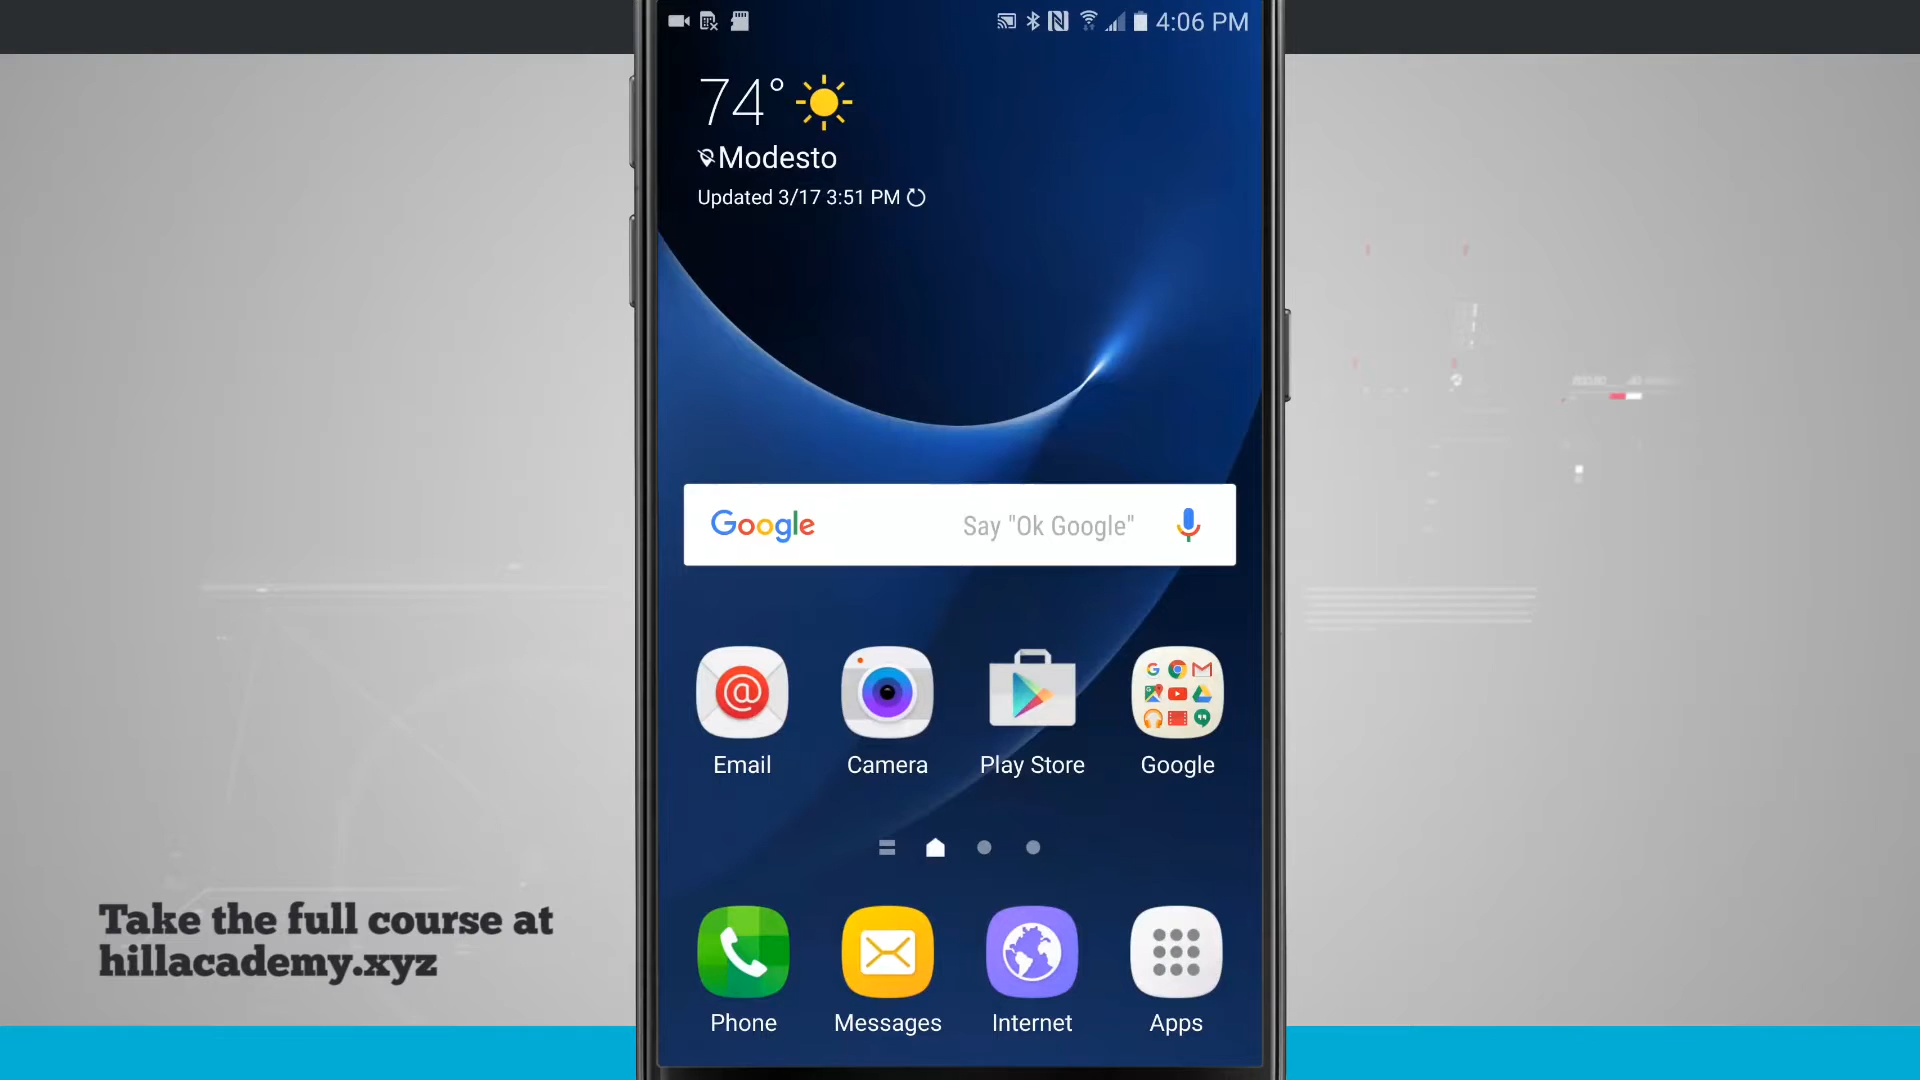 4:06 PM
74°
Modesto
Updated 3/17 3:51 PM
Google Say "Ok Google"
Email Camera Play Store Google
Phone Messages Internet Apps
Take the full course at
hillacademy.xyz